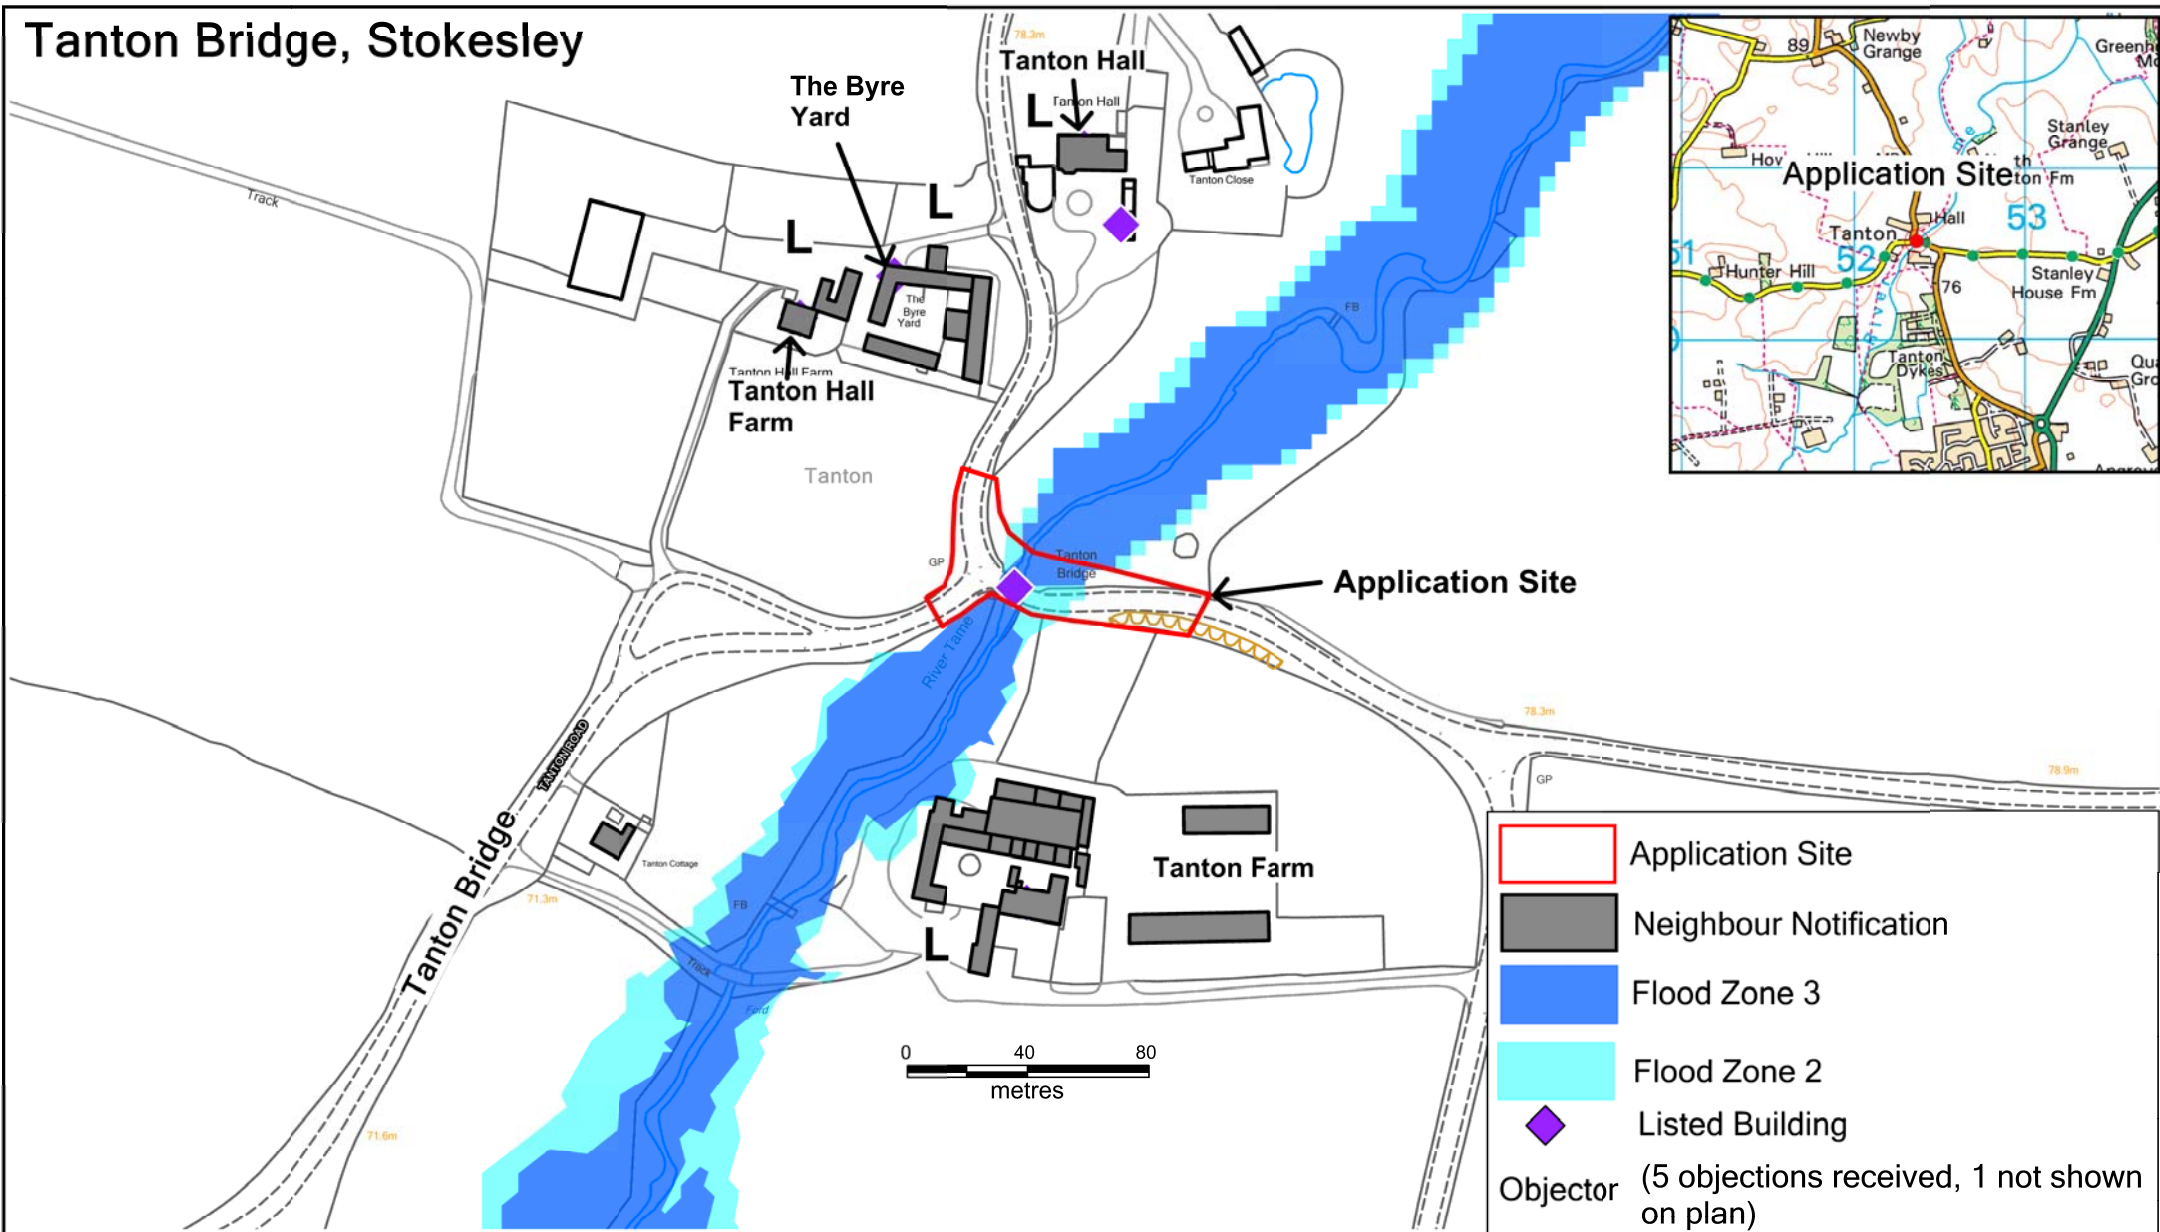 Tanton Bridge, Stokesley
78.3m
Tanton Hall
Tanton Hall
L
The Byre
Yard
L
L
Tanton Close
Track
The
Byre
Yard
Tanton Hall Farm
Tanton Hall
Farm
Tanton
FB
GP
Tanton
Bridge
Application Site
River Tame
TANTON ROAD
Tanton Bridge
78.3m
78.9m
GP
Tanton Cottage
71.3m
FB
Track
Ford
Tanton Farm
L
71.6m
0 40 80
metres
89
Newby
Grange
Stanley
Grange
Application Site
Hall
Tanton
53
51
52
Hunter Hill
76
Stanley
House Fm
Tanton
Dykes
Application Site
Neighbour Notification
Flood Zone 3
Flood Zone 2
Listed Building
Objector
(5 objections received, 1 not shown
on plan)